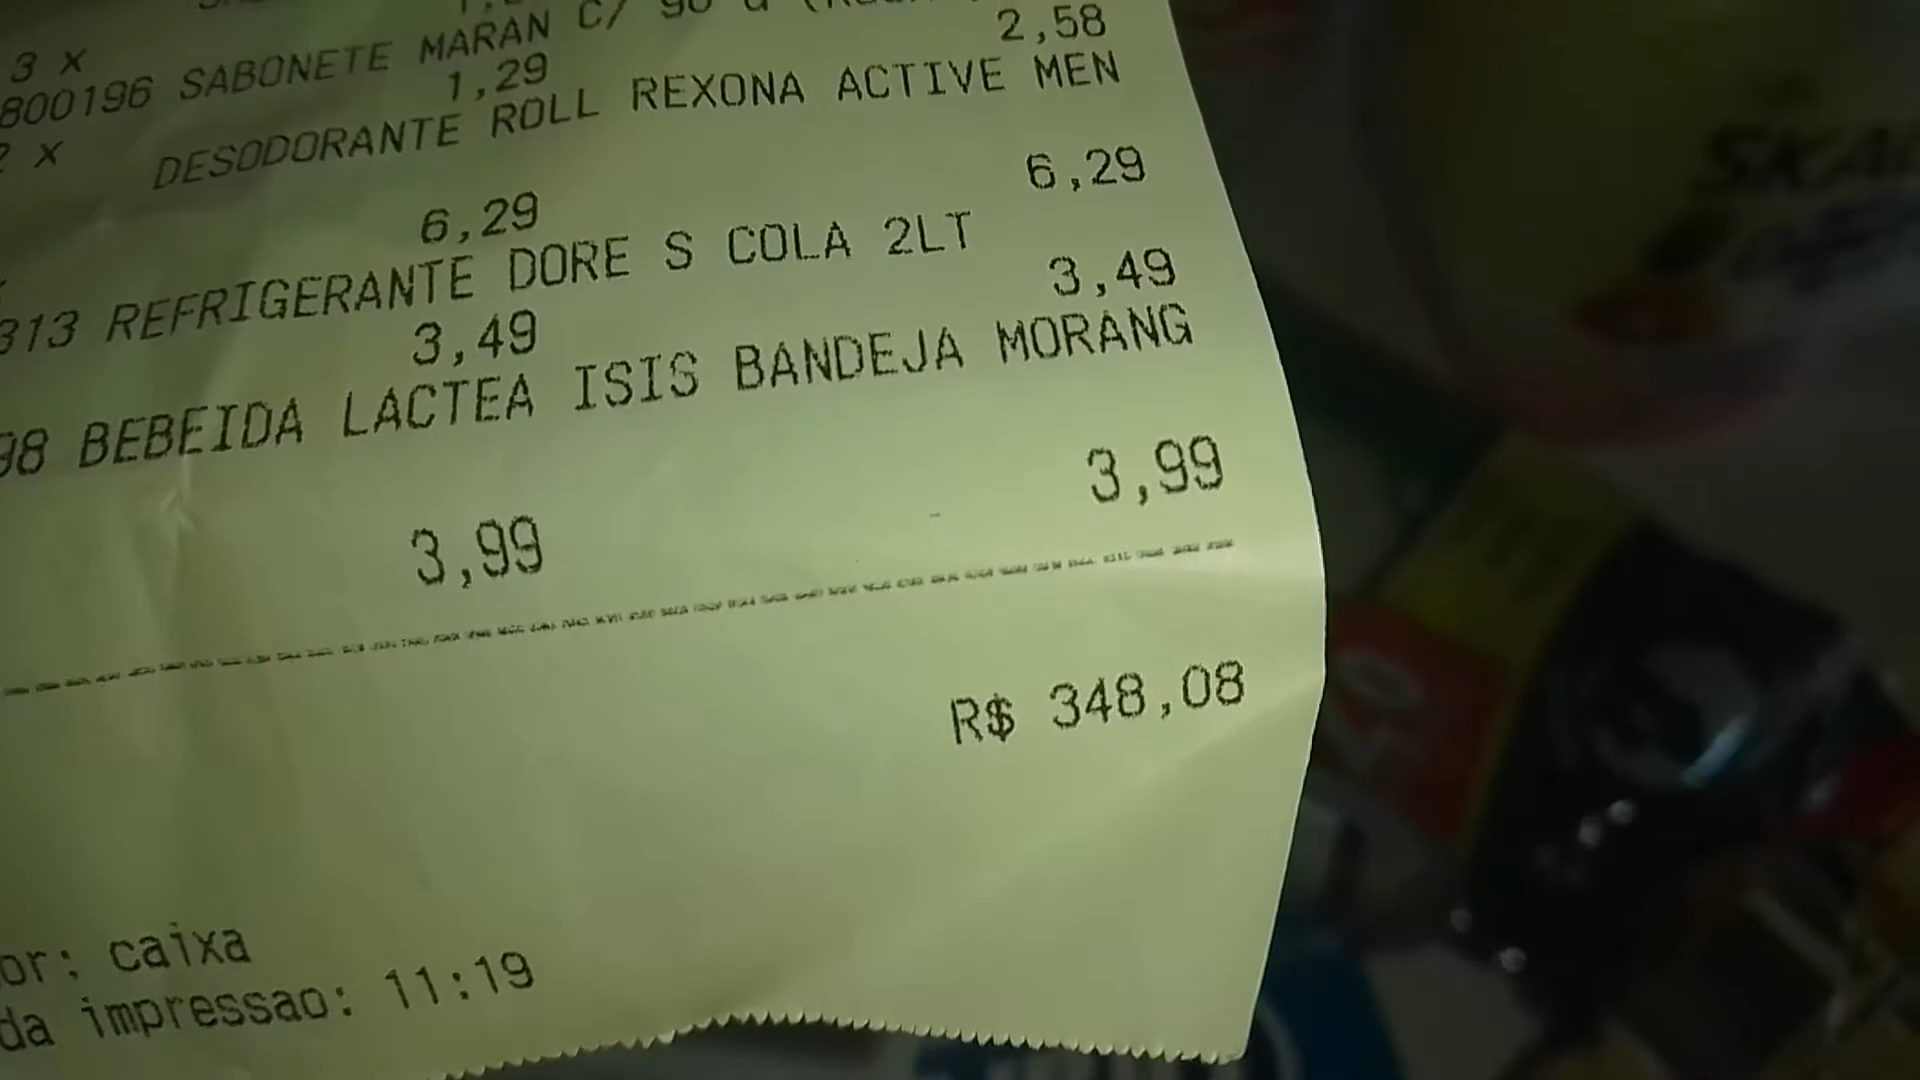 3 x
800196 SABONETE MARAN C/ 90 G
1,29 2,58
x DESODORANTE ROLL REXONA ACTIVE MEN
6,29 6,29
313 REFRIGERANTE DORE S COLA 2LT
3,49 3,49
98 BEBEIDA LACTEA ISIS BANDEJA MORANG
3,99 3,99
R$ 348,08
or: caixa
da impressao: 11:19